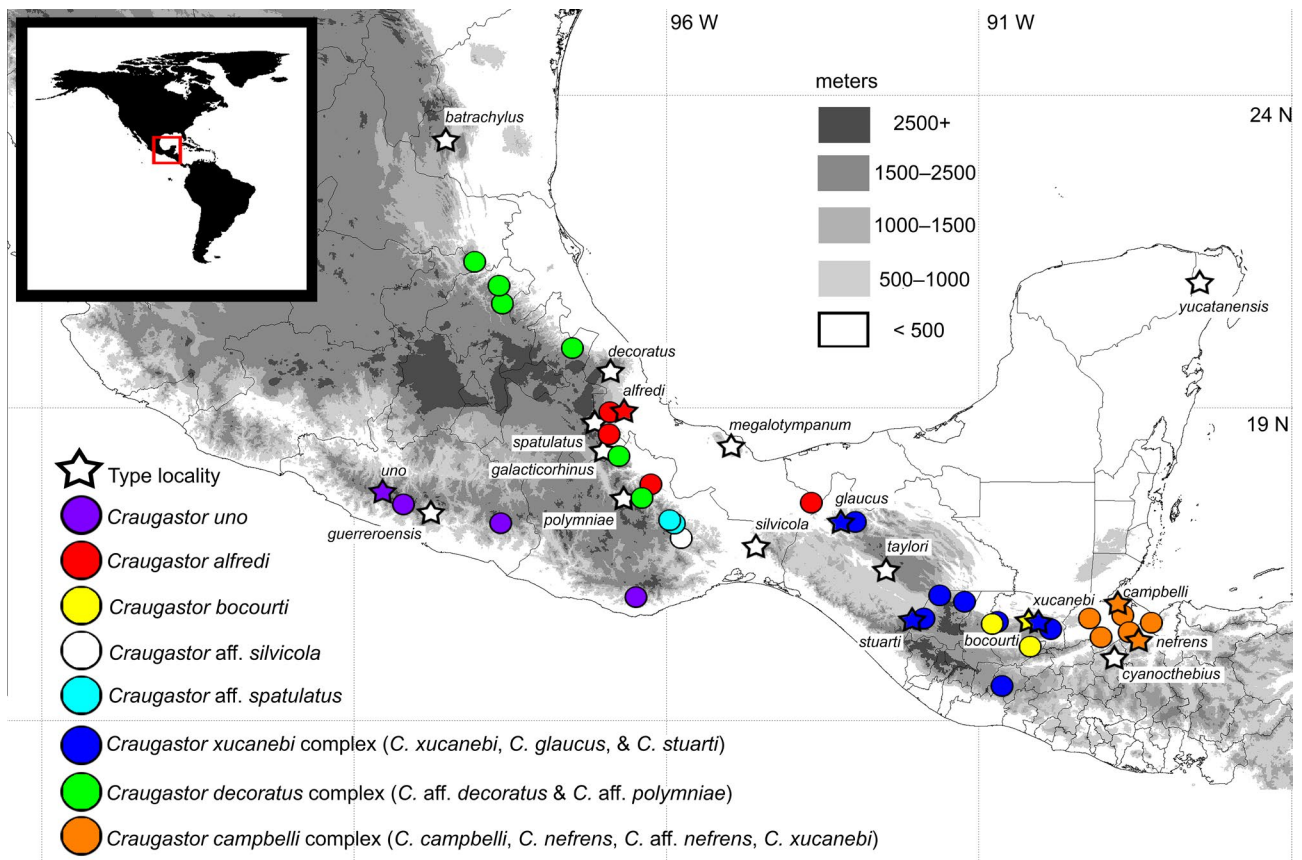 96 W
91 W
24 N
19 N
meters
2500+
1500–2500
1000–1500
500–1000
< 500
batrachylus
yucatanensis
decoratus
alfredi
spatulatus
megalotympanum
galacticorhinus
uno
guerreroensis
polymniae
silvicola
glaucus
taylori
xucanebi
campbelli
stuarti
bocourti
nefrens
cyanocthebius
Type locality
Craugastor uno
Craugastor alfredi
Craugastor bocourti
Craugastor aff. silvicola
Craugastor aff. spatulatus
Craugastor xucanebi complex (C. xucanebi, C. glaucus, & C. stuarti)
Craugastor decoratus complex (C. aff. decoratus & C. aff. polymniae)
Craugastor campbelli complex (C. campbelli, C. nefrens, C. aff. nefrens, C. xucanebi)